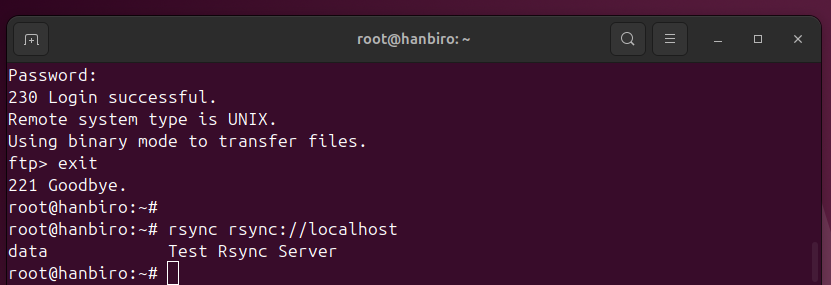 root@hanbiro: ~
Password:
230 Login successful.
Remote system type is UNIX.
Using binary mode to transfer files.
ftp> exit
221 Goodbye.
root@hanbiro:~#
root@hanbiro:~# rsync rsync://localhost
data            Test Rsync Server
root@hanbiro:~#